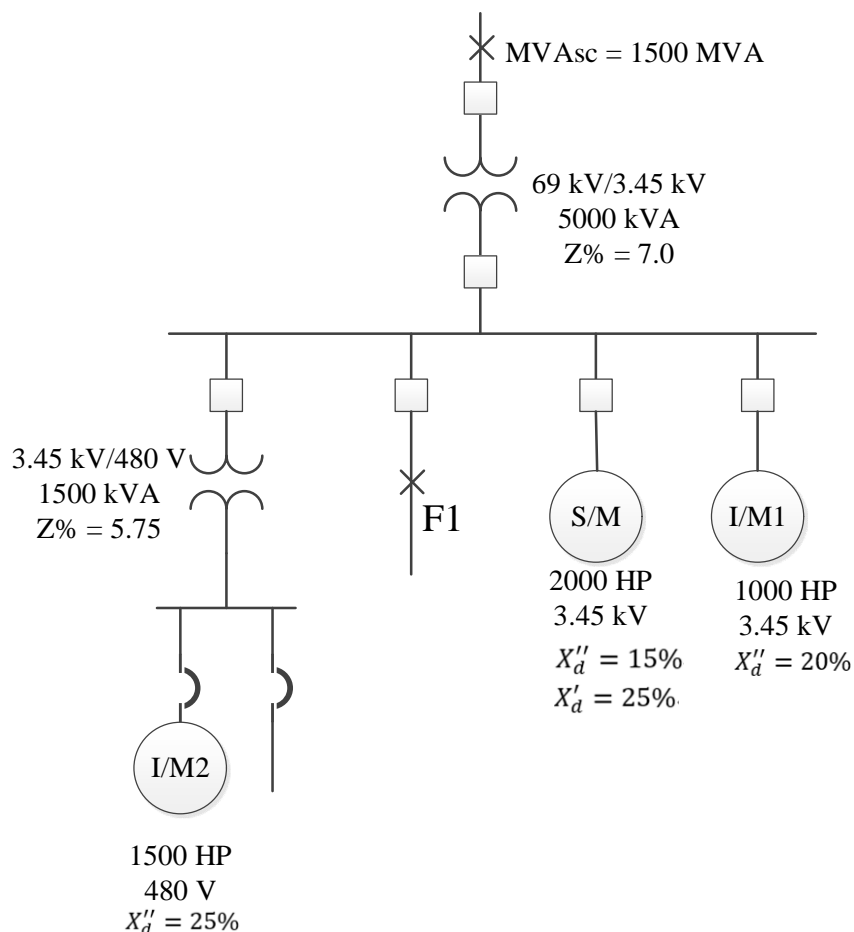 MVAsc = 1500 MVA
69 kV/3.45 kV
5000 kVA
Z% = 7.0
3.45 kV/480 V
1500 kVA
Z% = 5.75
F1
S/M
2000 HP
3.45 kV
X''d = 15%
X'd = 25%
I/M1
1000 HP
3.45 kV
X''d = 20%
I/M2
1500 HP
480 V
X''d = 25%